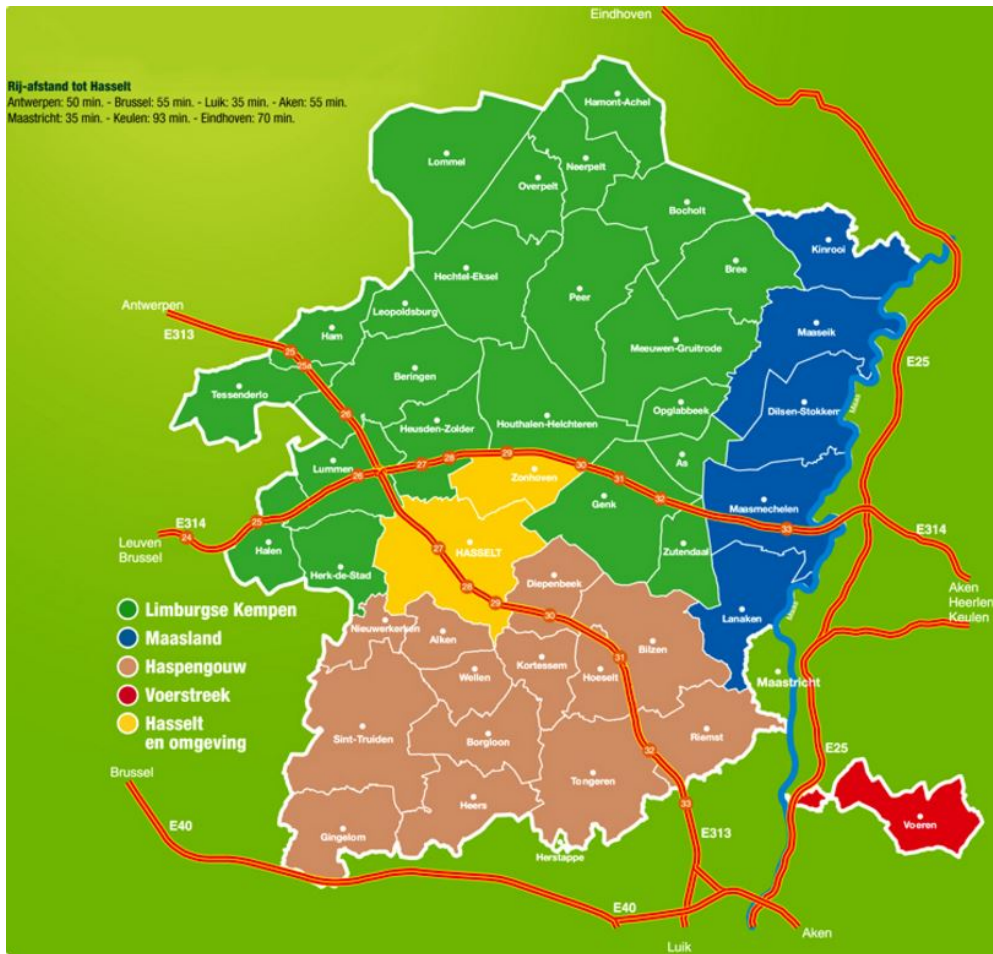 Eindhoven
Rij-afstand tot Hasselt
Antwerpen: 50 min. - Brussel: 55 min. - Luik: 35 min. - Aken: 55 min.
Maastricht: 35 min. - Keulen: 93 min. - Eindhoven: 70 min.
Hamont-Achel
Lommel
Neerpelt
Overpelt
Bocholt
Kinrooi
Bree
Hechtel-Eksel
Peer
Antwerpen
Leopoldsburg
E313
Ham
Maaseik
Meeuwen-Gruitrode
25
25a
E25
Beringen
Tessenderlo
Opglabbeek
Dilsen-Stokkem
Maas
26
Heusden-Zolder
Houthalen-Helchteren
29
28
27
30
As
Lummen
26
Zonhoven
31
32
Genk
Maasmechelen
33
E314
25
24
E314
Leuven
Brussel
Halen
27
HASSELT
Zutendaal
Herk-de-Stad
Diepenbeek
28
29
30
Aken
Heerlen
Keulen
Limburgse Kempen
Maasland
Haspengouw
Voerstreek
Hasselt
en omgeving
Nieuwerkerken
Alken
Lanaken
Maas
Bilzen
31
Kortessem
Hoeselt
Wellen
Maastricht
Sint-Truiden
Borgloon
Riemst
32
E25
Brussel
Tongeren
Heers
33
E40
Gingelom
E313
Voeren
Herstappe
E40
Luik
Aken